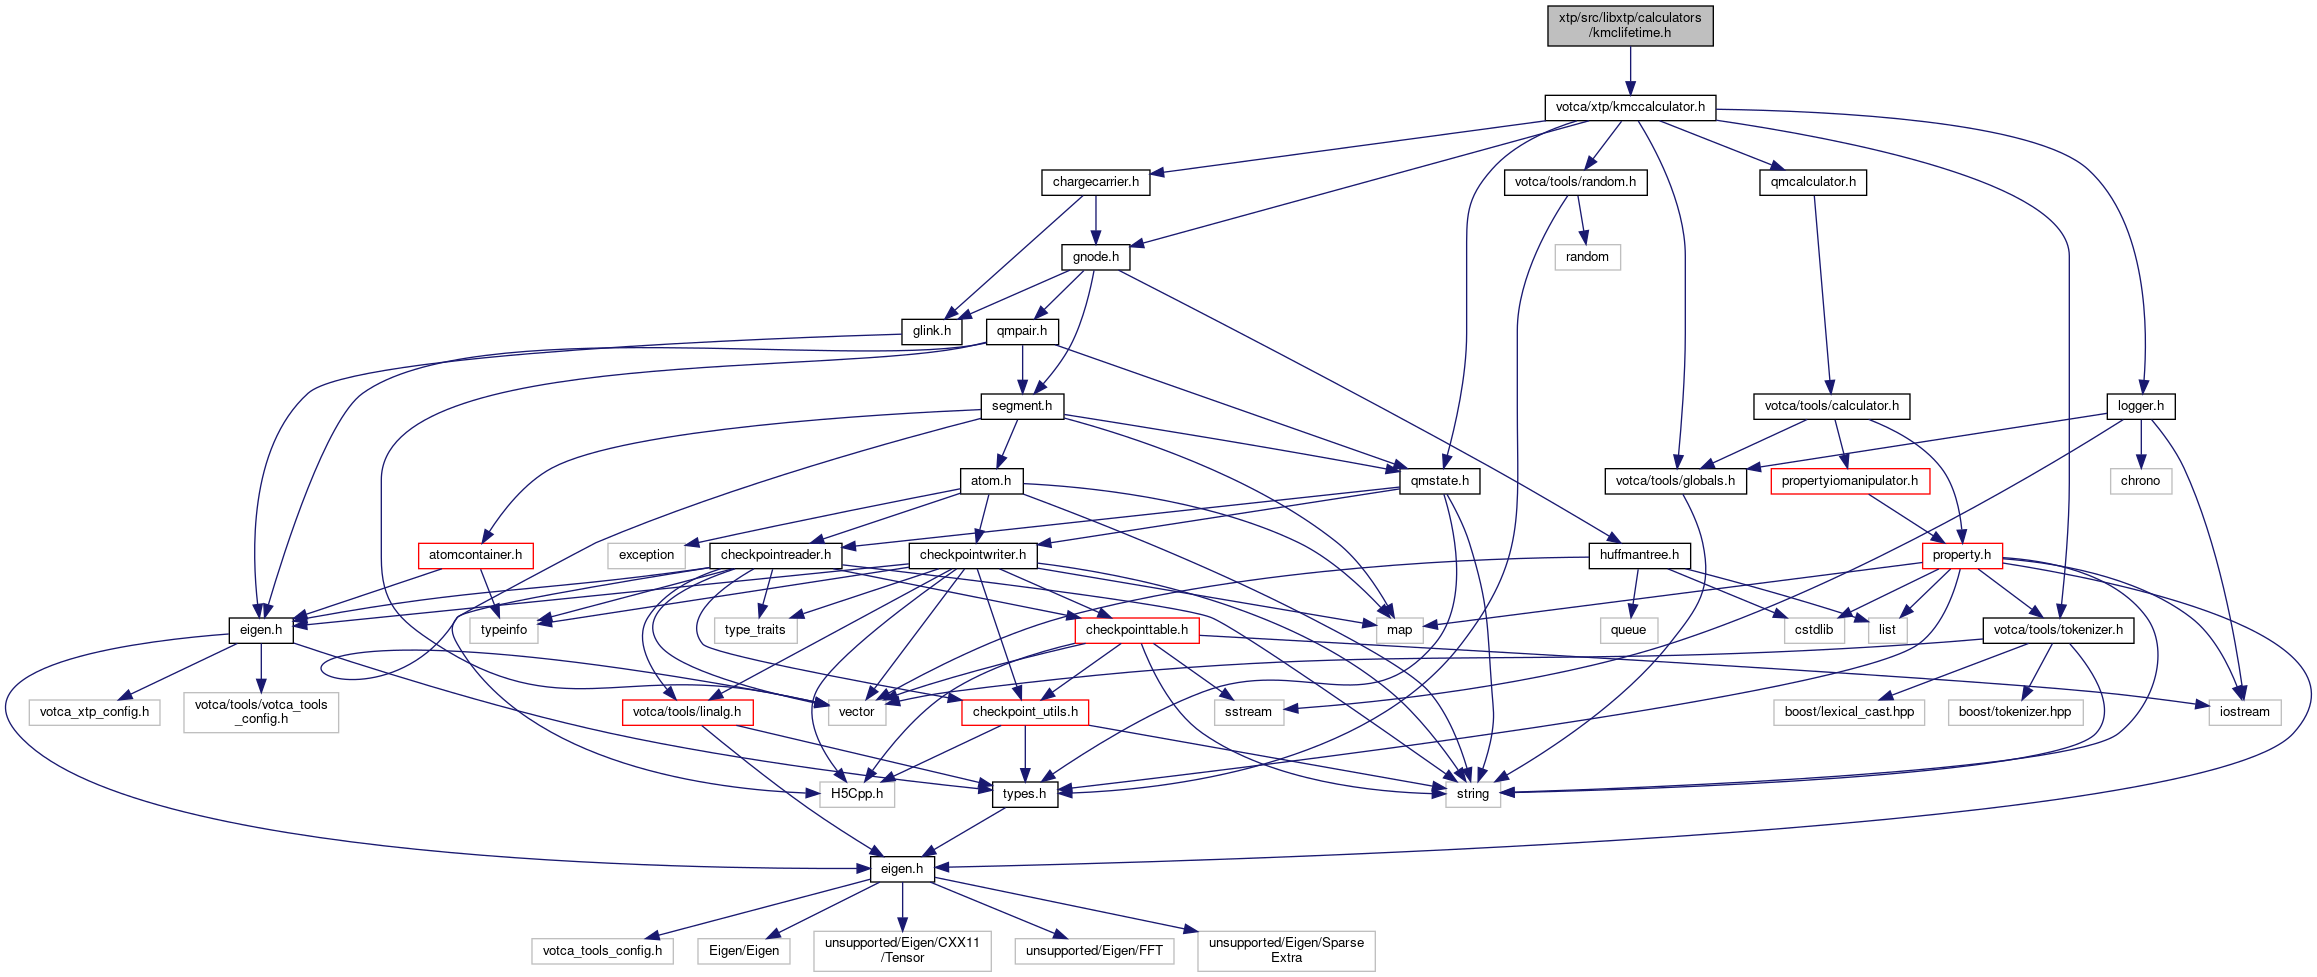 xtp/src/libxtp/calculators
/kmclifetime.h
votca/xtp/kmccalculator.h
chargecarrier.h
votca/tools/random.h
qmcalculator.h
gnode.h
random
glink.h
qmpair.h
segment.h
votca/tools/calculator.h
logger.h
atom.h
qmstate.h
votca/tools/globals.h
propertyiomanipulator.h
chrono
atomcontainer.h
exception
checkpointreader.h
checkpointwriter.h
huffmantree.h
property.h
eigen.h
typeinfo
type_traits
checkpointtable.h
map
queue
cstdlib
list
votca/tools/tokenizer.h
votca_xtp_config.h
votca/tools/votca_tools
_config.h
votca/tools/linalg.h
vector
checkpoint_utils.h
sstream
boost/lexical_cast.hpp
boost/tokenizer.hpp
iostream
H5Cpp.h
types.h
string
eigen.h
votca_tools_config.h
Eigen/Eigen
unsupported/Eigen/CXX11
/Tensor
unsupported/Eigen/FFT
unsupported/Eigen/Sparse
Extra